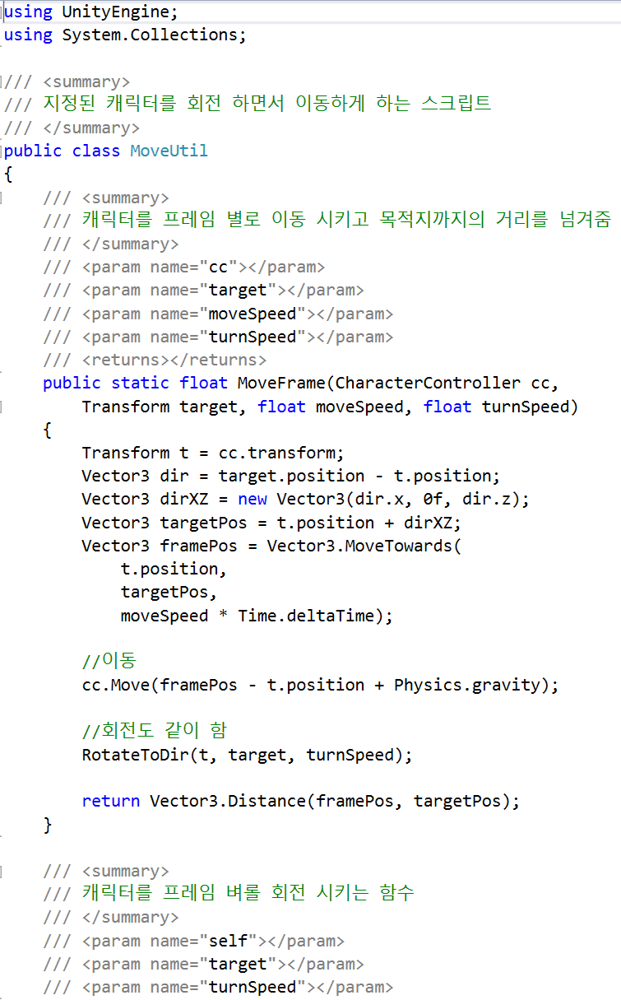 using UnityEngine;
using System.Collections;

/// <summary>
/// 지정된 캐릭터를 회전 하면서 이동하게 하는 스크립트
/// </summary>
public class MoveUtil
{
    /// <summary>
    /// 캐릭터를 프레임 별로 이동 시키고 목적지까지의 거리를 넘겨줌
    /// </summary>
    /// <param name="cc"></param>
    /// <param name="target"></param>
    /// <param name="moveSpeed"></param>
    /// <param name="turnSpeed"></param>
    /// <returns></returns>
    public static float MoveFrame(CharacterController cc,
        Transform target, float moveSpeed, float turnSpeed)
    {
        Transform t = cc.transform;
        Vector3 dir = target.position - t.position;
        Vector3 dirXZ = new Vector3(dir.x, 0f, dir.z);
        Vector3 targetPos = t.position + dirXZ;
        Vector3 framePos = Vector3.MoveTowards(
            t.position,
            targetPos,
            moveSpeed * Time.deltaTime);

        //이동
        cc.Move(framePos - t.position + Physics.gravity);

        //회전도 같이 함
        RotateToDir(t, target, turnSpeed);

        return Vector3.Distance(framePos, targetPos);
    }

    /// <summary>
    /// 캐릭터를 프레임 벼롤 회전 시키는 함수
    /// </summary>
    /// <param name="self"></param>
    /// <param name="target"></param>
    /// <param name="turnSpeed"></param>